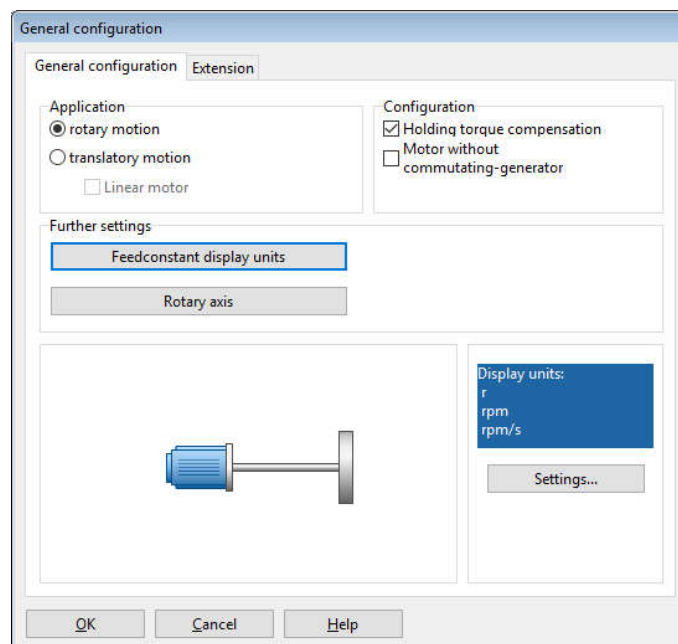 General configuration
General configuration
Extension
Application
rotary motion
translatory motion
Linear motor
Configuration
Holding torque compensation
Motor without
commutating-generator
Further settings
Feedconstant display units
Rotary axis
Display units:
r
rpm
rpm/s
Settings...
OK
Cancel
Help